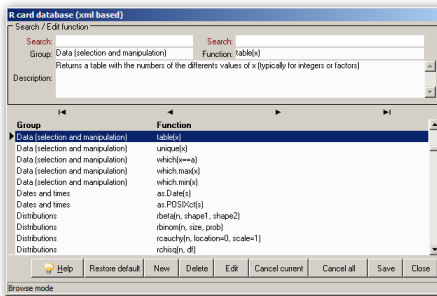 R card database (xml based)
Search / Edit function
Search: Search:
Group: Data (selection and manipulation) Function: table(x)
Description: Returns a table with the numbers of the differents values of x (typically for integers or factors)
Group Function
Data (selection and manipulation) table(x)
Data (selection and manipulation) unique(x)
Data (selection and manipulation) which(x==a)
Data (selection and manipulation) which.max(x)
Data (selection and manipulation) which.min(x)
Dates and times as.Date(s)
Dates and times as.POSIXct(s)
Distributions rbeta(n, shape1, shape2)
Distributions rbinom(n, size, prob)
Distributions rcauchy(n, location=0, scale=1)
Distributions rchisq(n, df)
Help Restore default New Delete Edit Cancel current Cancel all Save Close
Browse mode